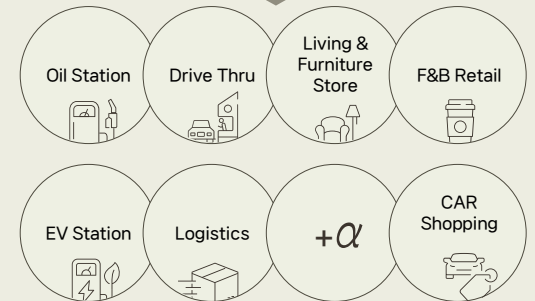 Oil Station
Drive Thru
Living &
Furniture
Store
F&B Retail
EV Station
Logistics
+α
CAR
Shopping